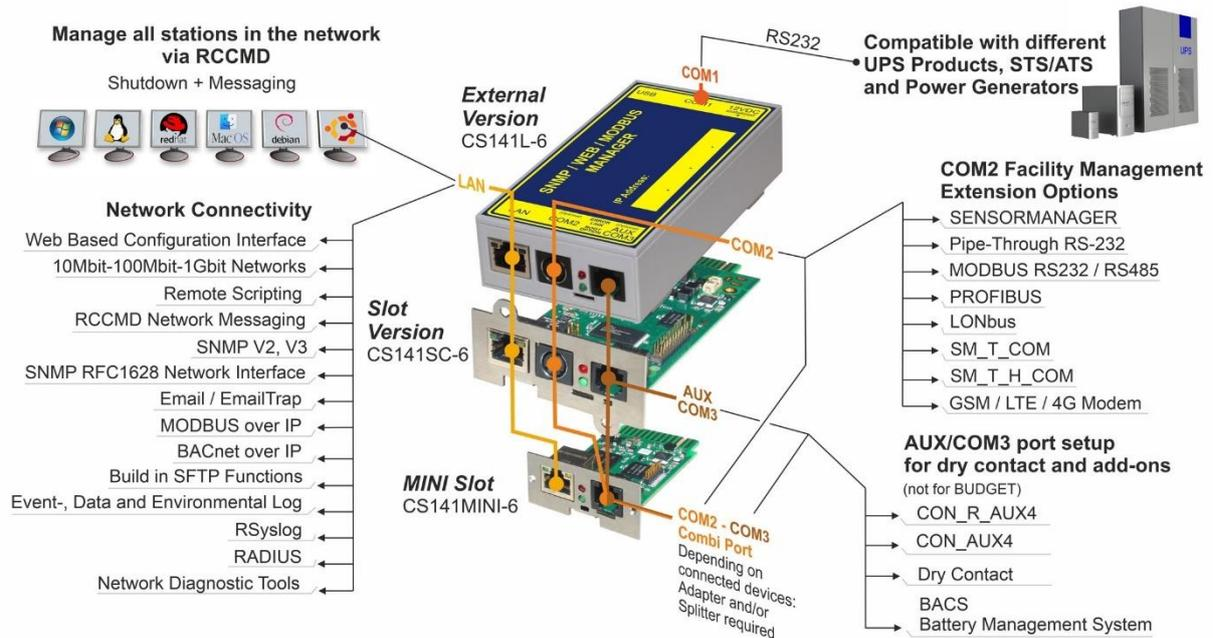 Manage all stations in the network
via RCCMD
Shutdown + Messaging
redhat
MacOS
debian
RS232
COM1
Compatible with different
UPS Products, STS/ATS
and Power Generators
UPS
External
Version
CS141L-6
USB
COM1
12VDC
SNMP / WEB / MODBUS
MANAGER
IP Address:
LAN
COM2
AUX
COM3
LAN
COM2
Network Connectivity
Web Based Configuration Interface
10Mbit-100Mbit-1Gbit Networks
Remote Scripting
RCCMD Network Messaging
SNMP V2, V3
SNMP RFC1628 Network Interface
Email / EmailTrap
MODBUS over IP
BACnet over IP
Build in SFTP Functions
Event-, Data and Environmental Log
RSyslog
RADIUS
Network Diagnostic Tools
Slot
Version
CS141SC-6
AUX
COM3
MINI Slot
CS141MINI-6
COM2 - COM3
Combi Port
Depending on
connected devices:
Adapter and/or
Splitter required
COM2 Facility Management
Extension Options
SENSORMANAGER
Pipe-Through RS-232
MODBUS RS232 / RS485
PROFIBUS
LONbus
SM_T_COM
SM_T_H_COM
GSM / LTE / 4G Modem
AUX/COM3 port setup
for dry contact and add-ons
(not for BUDGET)
CON_R_AUX4
CON_AUX4
Dry Contact
BACS
Battery Management System